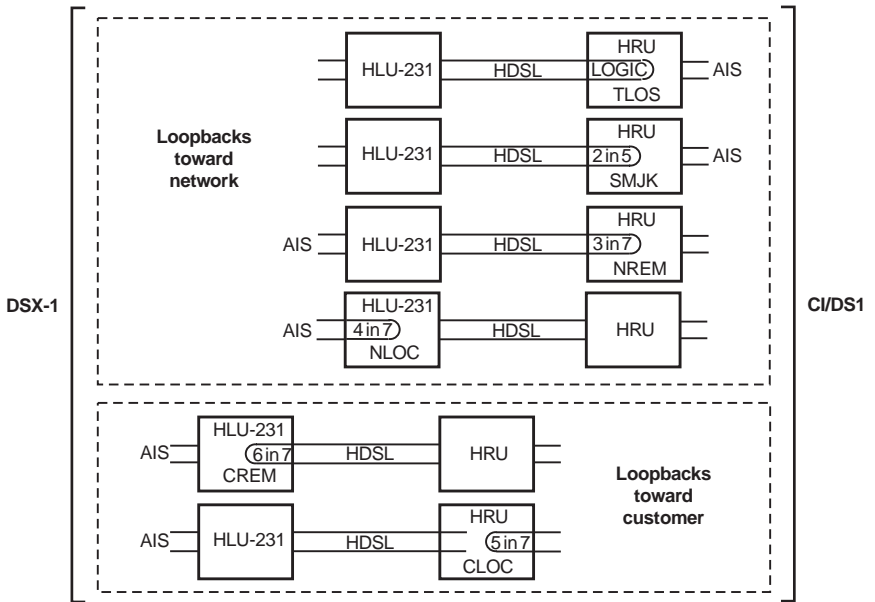 HRU
HLU-231 HDSL LOGIC AIS
TLOS
Loopbacks
toward
network
HRU
HLU-231 HDSL 2 in 5 AIS
SMJK
HRU
AIS HLU-231 HDSL 3 in 7
NREM
DSX-1
CI/DS1
HLU-231
AIS 4 in 7 HDSL HRU
NLOC
HLU-231
AIS 6 in 7 HDSL HRU
CREM
Loopbacks
toward
customer
HRU
AIS HLU-231 HDSL 5 in 7
CLOC